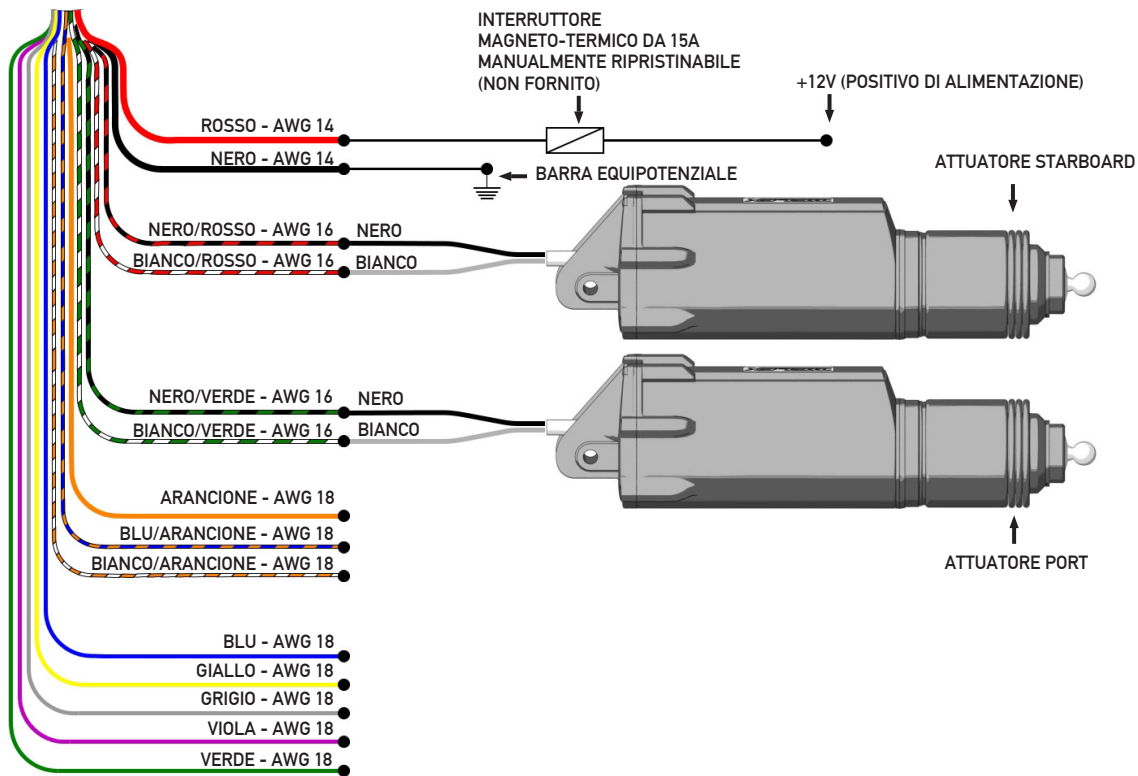 INTERRUTTORE
MAGNETO-TERMICO DA 15A
MANUALMENTE RIPRISTINABILE
(NON FORNITO)
+12V (POSITIVO DI ALIMENTAZIONE)
ROSSO - AWG 14
NERO - AWG 14
BARRA EQUIPOTENZIALE
ATTUATORE STARBOARD
NERO/ROSSO - AWG 16
NERO
BIANCO/ROSSO - AWG 16
BIANCO
NERO/VERDE - AWG 16
NERO
BIANCO/VERDE - AWG 16
BIANCO
ARANCIONE - AWG 18
BLU/ARANCIONE - AWG 18
BIANCO/ARANCIONE - AWG 18
ATTUATORE PORT
BLU - AWG 18
GIALLO - AWG 18
GRIGIO - AWG 18
VIOLA - AWG 18
VERDE - AWG 18